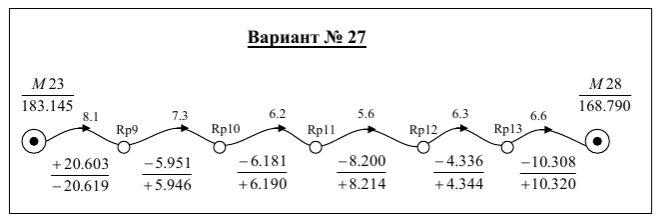 Вариант № 27
M 23
183.145
M 28
168.790
8.1 7.3 6.2 5.6 6.3 6.6
Rp9 Rp10 Rp11 Rp12 Rp13
+20.603 −5.951 −6.181 −8.200 −4.336 −10.308
−20.619 +5.946 +6.190 +8.214 +4.344 +10.320